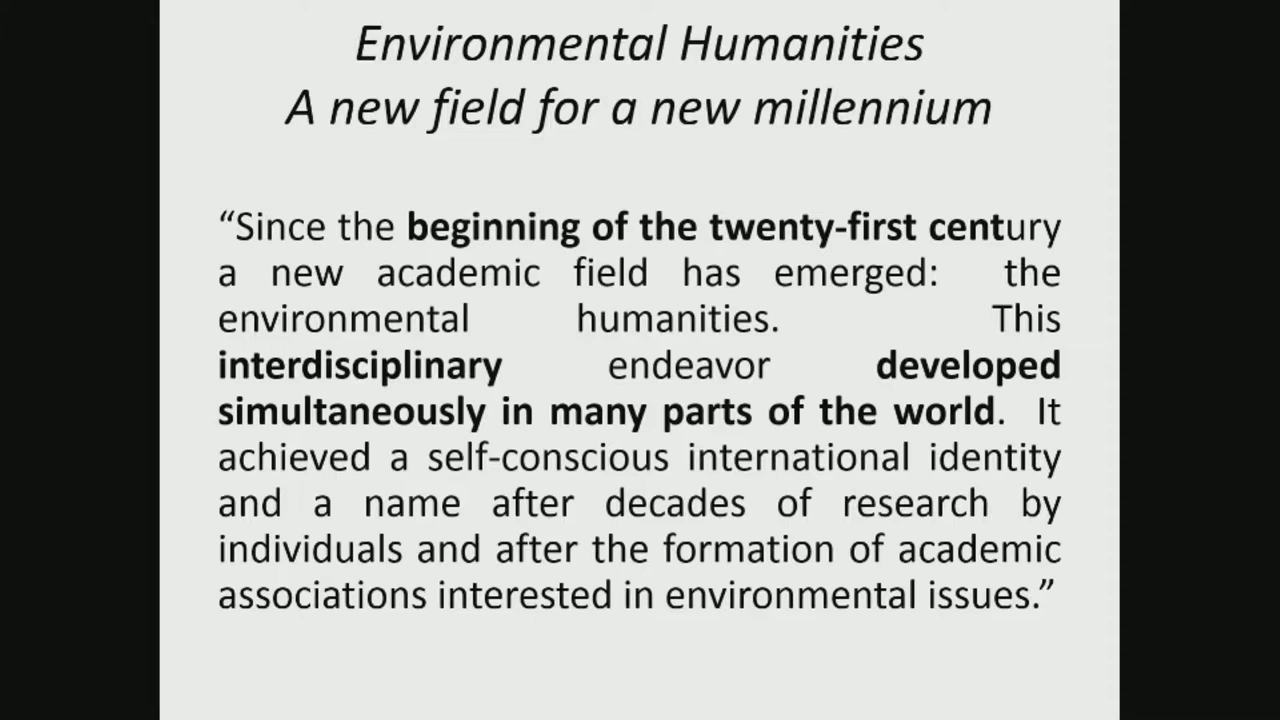 Environmental Humanities
A new field for a new millennium
“Since the beginning of the twenty-first century
a new academic field has emerged: the
environmental humanities. This
interdisciplinary endeavor developed
simultaneously in many parts of the world. It
achieved a self-conscious international identity
and a name after decades of research by
individuals and after the formation of academic
associations interested in environmental issues.”